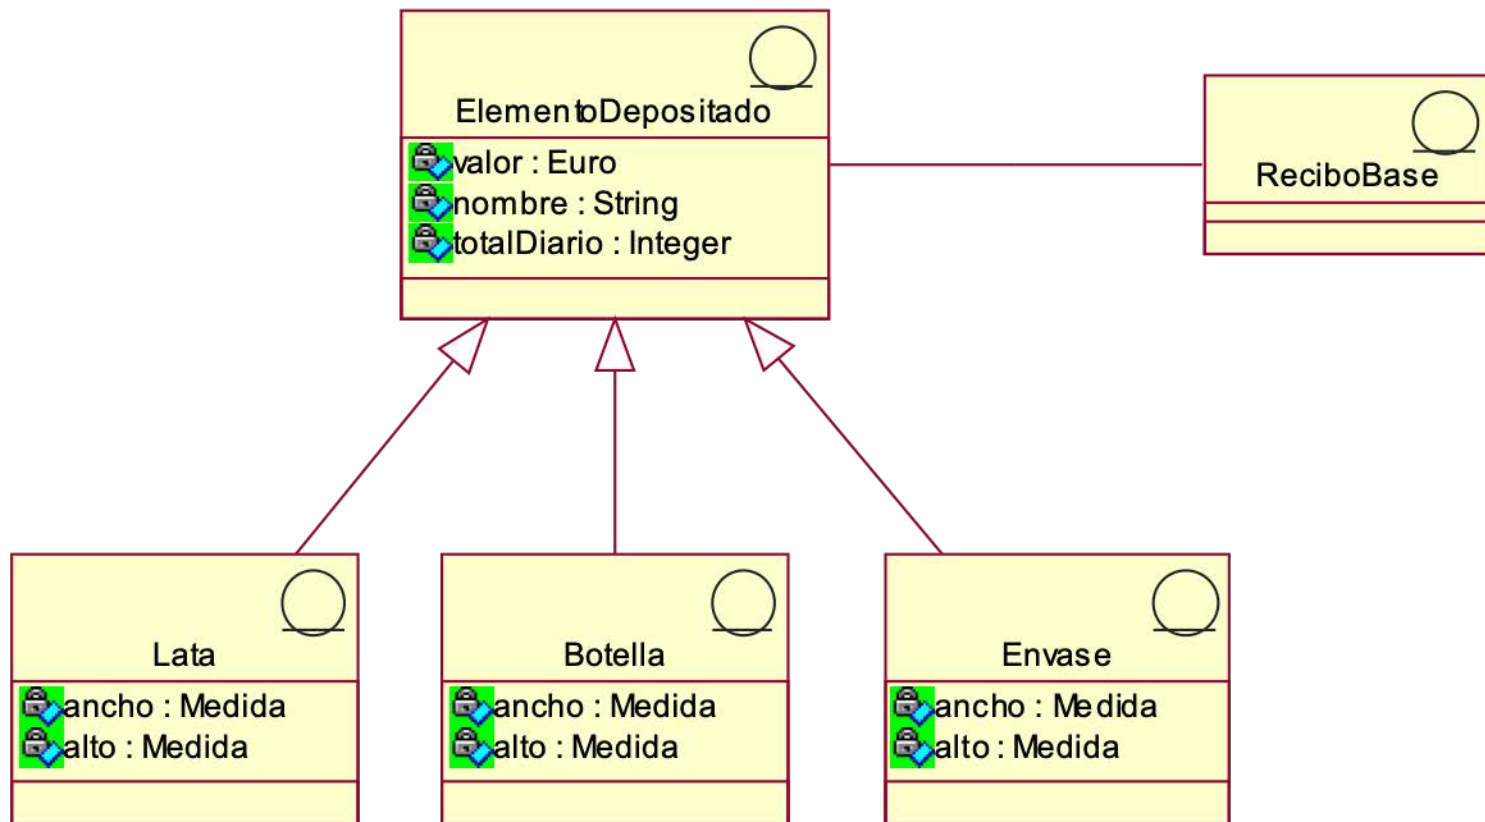 ElementoDepositado
valor : Euro
nombre : String
totalDiario : Integer
ReciboBase
Lata
ancho : Medida
alto : Medida
Botella
ancho : Medida
alto : Medida
Envase
ancho : Medida
alto : Medida